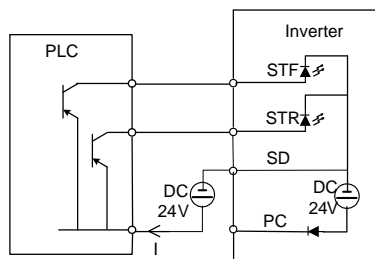 PLC
Inverter
STF
STR
SD
DC
24V
DC
24V
PC
I